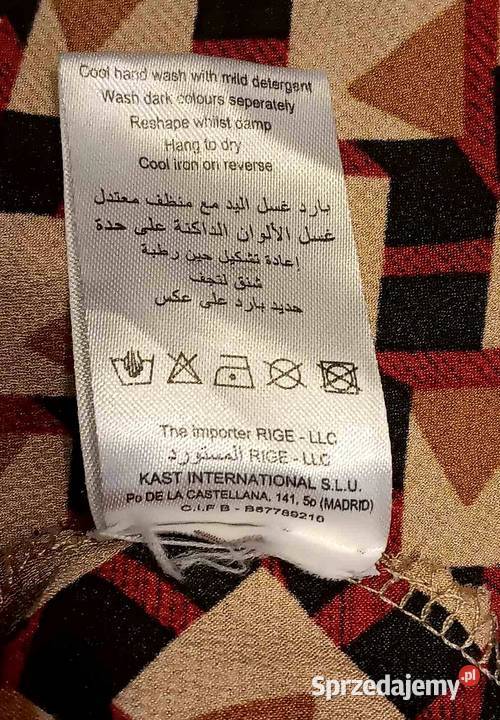 Cool hand wash with mild detergent
Wash dark colours seperately
Reshape whilst damp
Hang to dry
Cool iron on reverse
بارد غسل اليد مع منظف معتدل
غسل الألوان الداكنة على حدة
إعادة تشكيل حين رطبة
شنق لتجف
حديد بارد على عكس
The importer RIGE - LLC
المستورد RIGE - LLC
KAST INTERNATIONAL S.L.U.
Po DE LA CASTELLANA, 141, 5o (MADRID)
C.I.F B - B67789210
Sprzedajemy.pl